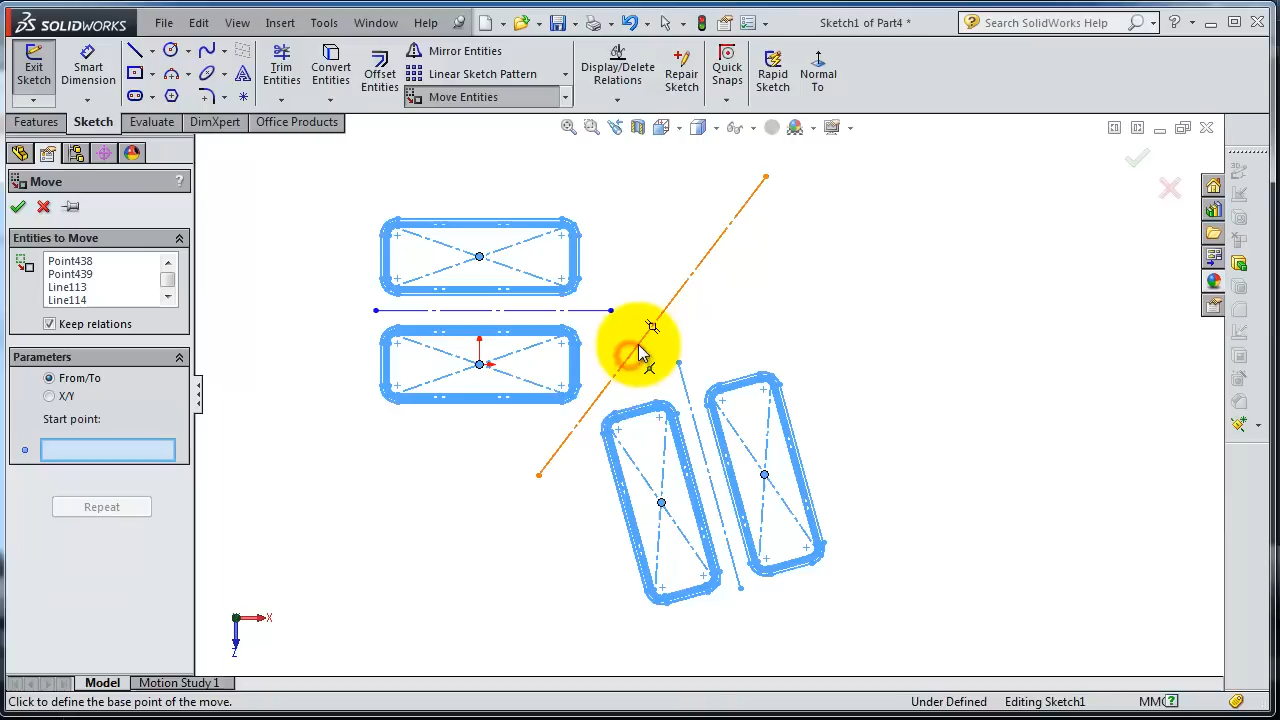 SOLIDWORKS File Edit View Insert Tools Window Help Sketch1 of Part4 * Search SolidWorks Help
Exit Sketch
Smart Dimension
Trim Entities
Convert Entities
Offset Entities
Mirror Entities
Linear Sketch Pattern
Move Entities
Display/Delete Relations
Repair Sketch
Quick Snaps
Rapid Sketch
Normal To
Features Sketch Evaluate DimXpert Office Products
Move ?
Entities to Move
Point438
Point439
Line113
Line114
Keep relations
Parameters
From/To
X/Y
Start point:
Repeat
X
Z
Model Motion Study 1
Click to define the base point of the move. Under Defined Editing Sketch1